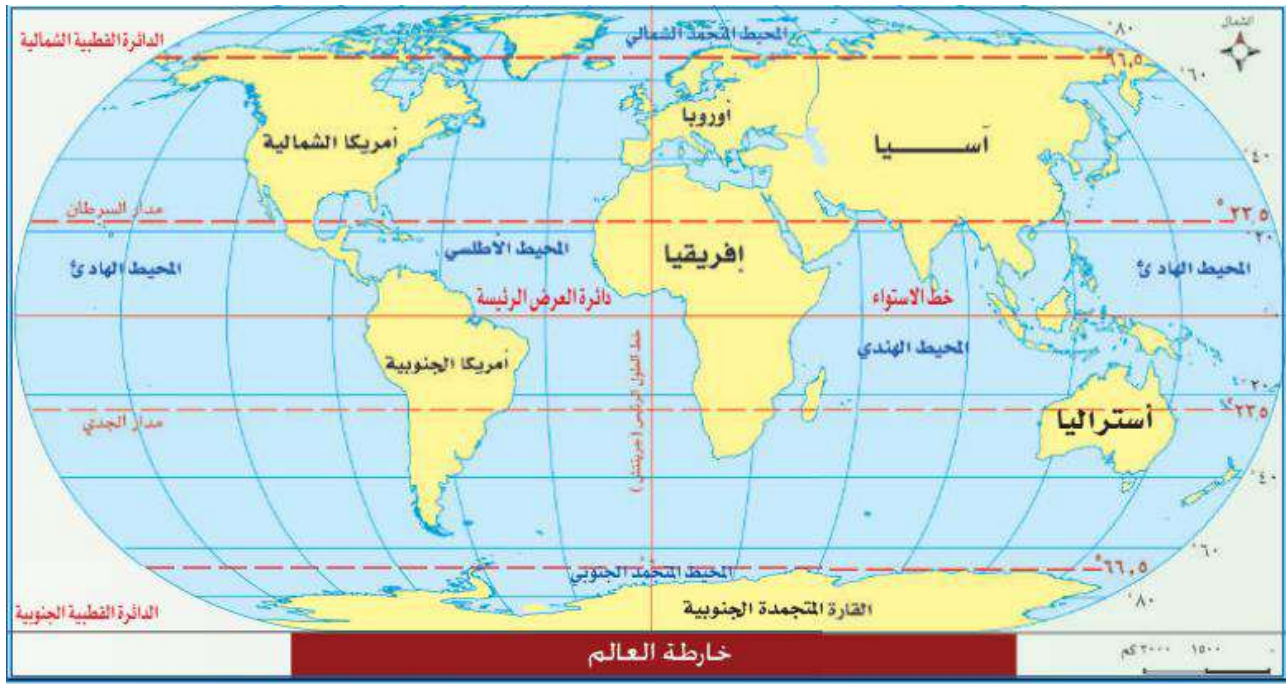 الشمال
الدائرة القطبية الشمالية
المحيط المتجمد الشمالي
°٨٠
°٦٦,٥
°٦٠
أوروبا
أمريكا الشمالية
آسيا
°٤٠
مدار السرطان
°٢٣,٥
°٢٠
المحيط الهادئ
المحيط الأطلسي
إفريقيا
المحيط الهادئ
دائرة العرض الرئيسة
خط الاستواء
°٠
خط الطول الرئيس (جرينتش)
المحيط الهندي
أمريكا الجنوبية
°٢٠
°٢٣,٥
مدار الجدي
أستراليا
°٤٠
°٦٠
°٦٦,٥
المحيط المتجمد الجنوبي
°٨٠
القارة المتجمدة الجنوبية
الدائرة القطبية الجنوبية
خارطة العالم
٠ ١٥٠٠ ٣٠٠٠ كم